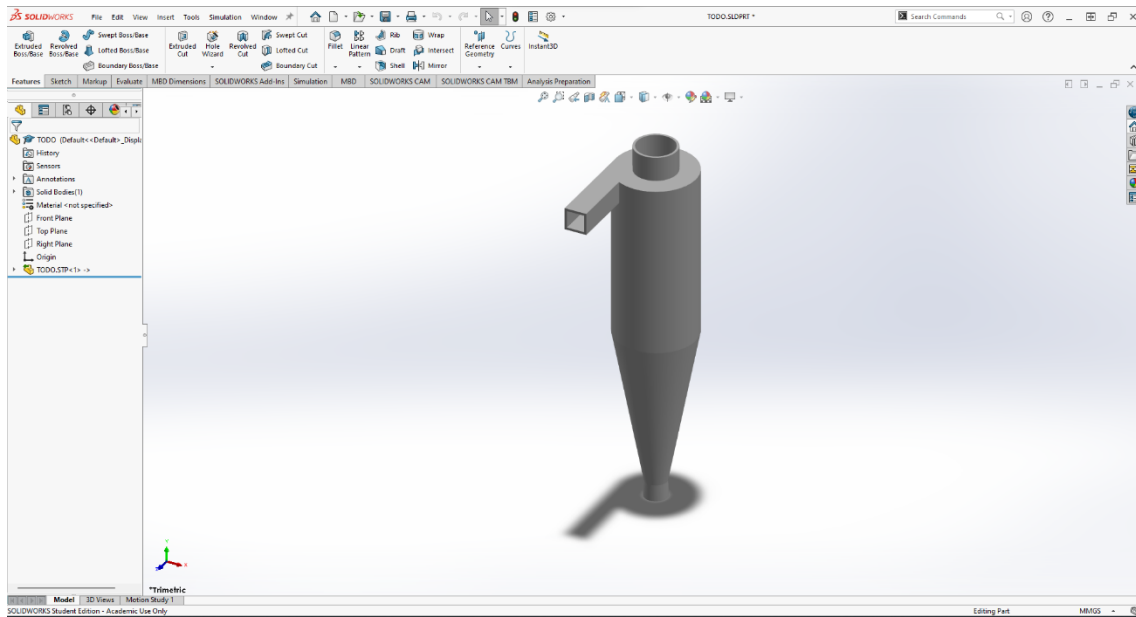 SOLIDWORKS File Edit View Insert Tools Simulation Window TODO.SLDPRT * Search Commands
Extruded Boss/Base
Revolved Boss/Base
Swept Boss/Base
Lofted Boss/Base
Boundary Boss/Base
Extruded Cut
Hole Wizard
Revolved Cut
Swept Cut
Lofted Cut
Boundary Cut
Fillet
Linear Pattern
Rib
Draft
Shell
Wrap
Intersect
Mirror
Reference Geometry
Curves
Instant3D
Features Sketch Markup Evaluate MBD Dimensions SOLIDWORKS Add-Ins Simulation MBD SOLIDWORKS CAM SOLIDWORKS CAM TBM Analysis Preparation
TODO (Default<<Default>_Displ
History
Sensors
Annotations
Solid Bodies(1)
Material <not specified>
Front Plane
Top Plane
Right Plane
Origin
TODO.STP<1> ->
*Trimetric
Model 3D Views Motion Study 1
SOLIDWORKS Student Edition - Academic Use Only Editing Part MMGS